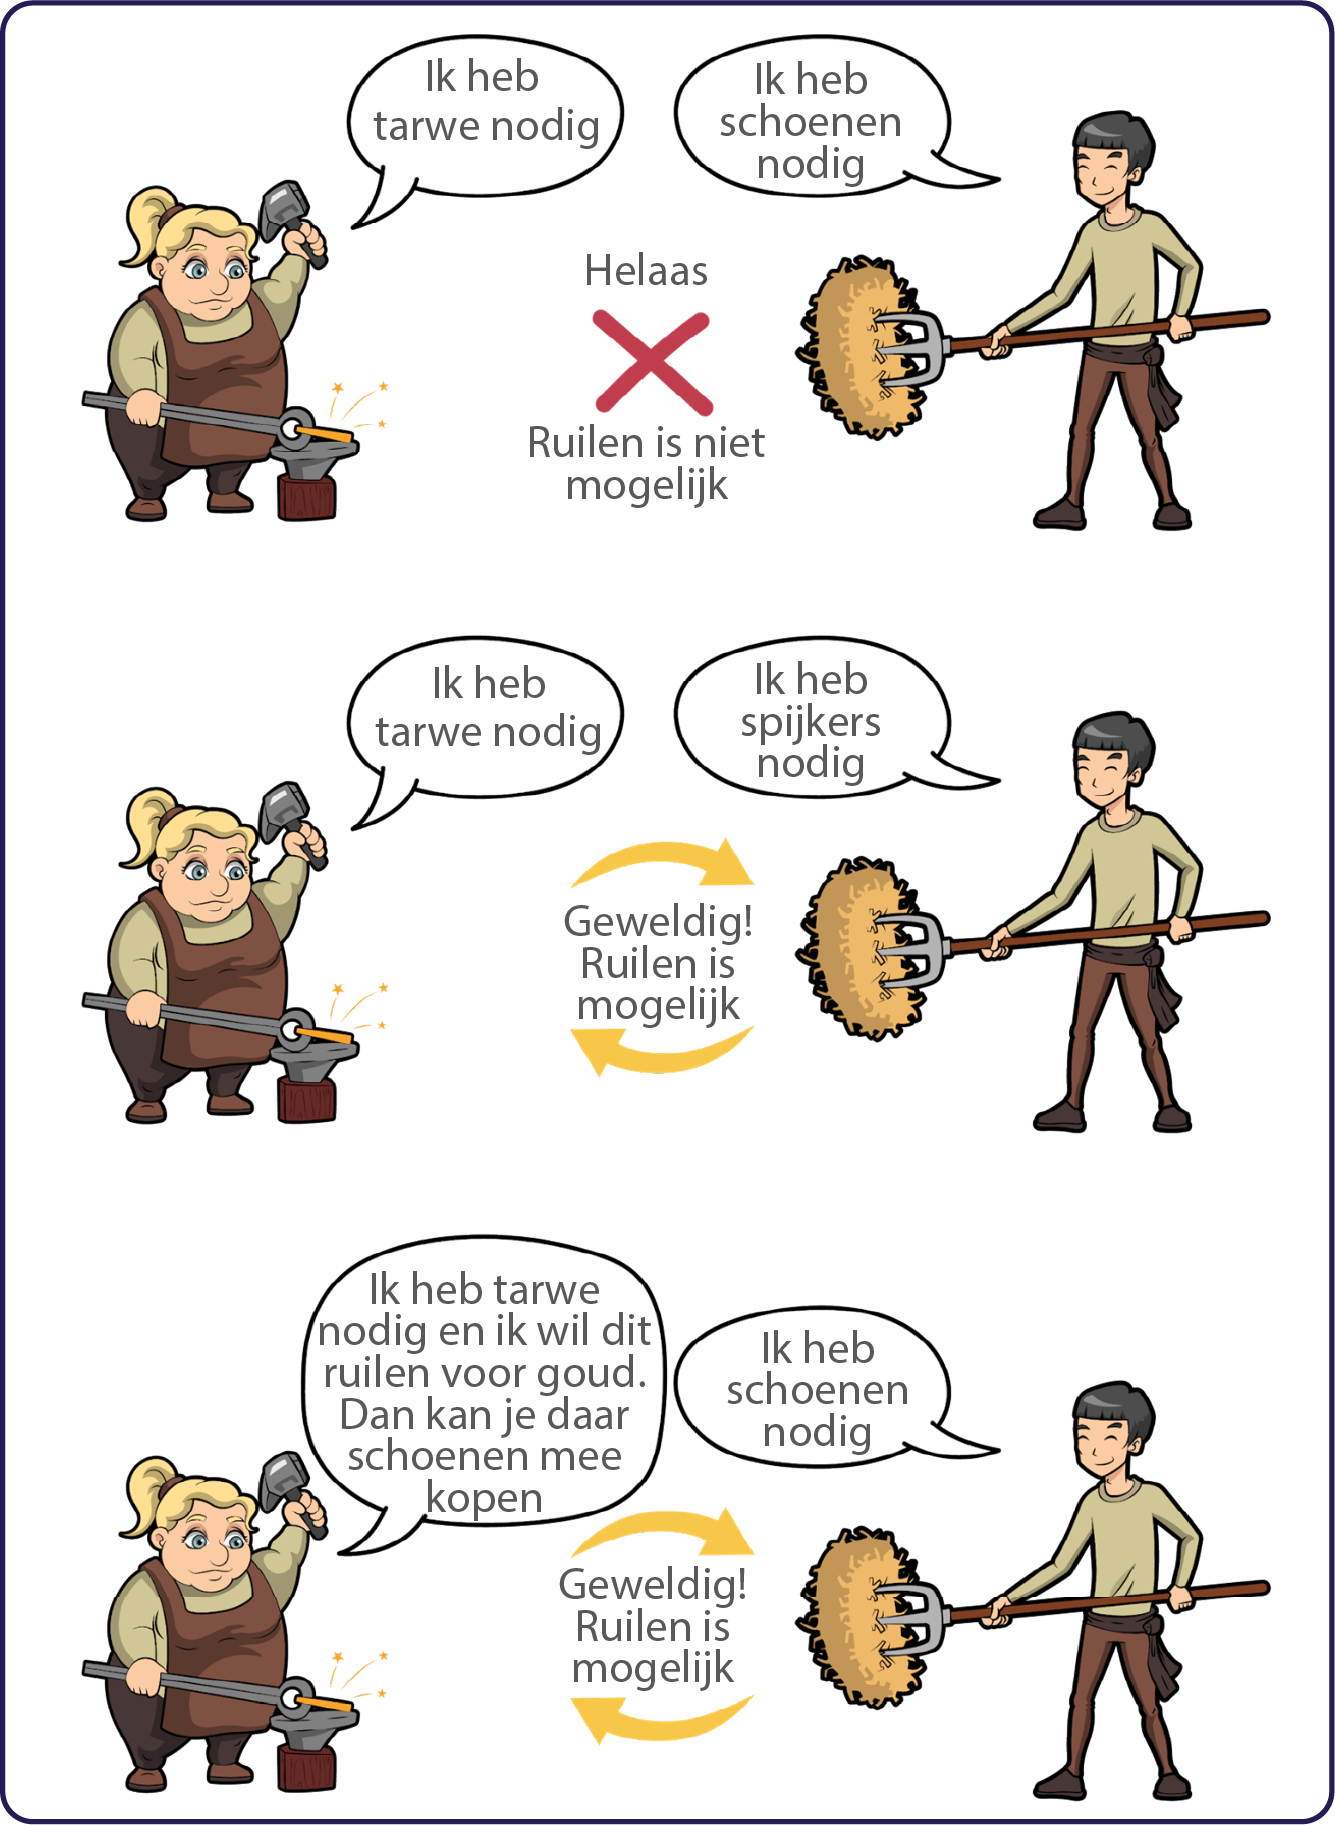 Ik heb
tarwe nodig
Ik heb
schoenen
nodig
Helaas
Ruilen is niet
mogelijk
Ik heb
tarwe nodig
Ik heb
spijkers
nodig
Geweldig!
Ruilen is
mogelijk
Ik heb tarwe
nodig en ik wil dit
ruilen voor goud.
Dan kan je daar
schoenen mee
kopen
Ik heb
schoenen
nodig
Geweldig!
Ruilen is
mogelijk